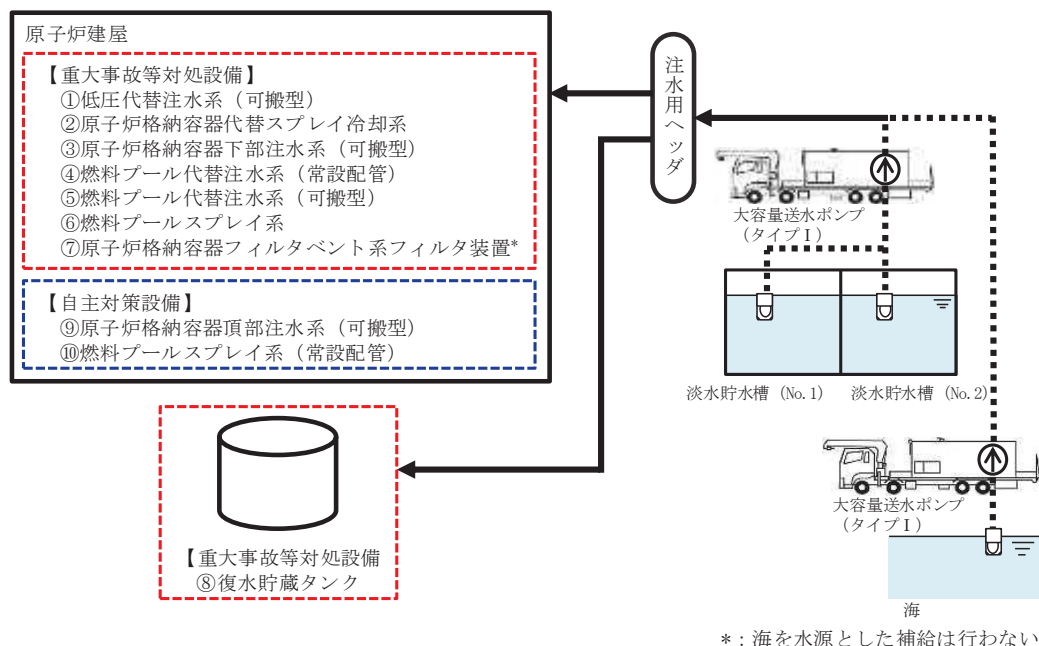 原子炉建屋
【重大事故等対処設備】
①低圧代替注水系（可搬型）
②原子炉格納容器代替スプレイ冷却系
③原子炉格納容器下部注水系（可搬型）
④燃料プール代替注水系（常設配管）
⑤燃料プール代替注水系（可搬型）
⑥燃料プールスプレイ系
⑦原子炉格納容器フィルタベント系フィルタ装置*
【自主対策設備】
⑨原子炉格納容器頂部注水系（可搬型）
⑩燃料プールスプレイ系（常設配管）
注水用ヘッダ
大容量送水ポンプ
（タイプⅠ）
淡水貯水槽（No.1）
淡水貯水槽（No.2）
大容量送水ポンプ
（タイプⅠ）
海
【重大事故等対処設備
⑧復水貯蔵タンク
*：海を水源とした補給は行わない